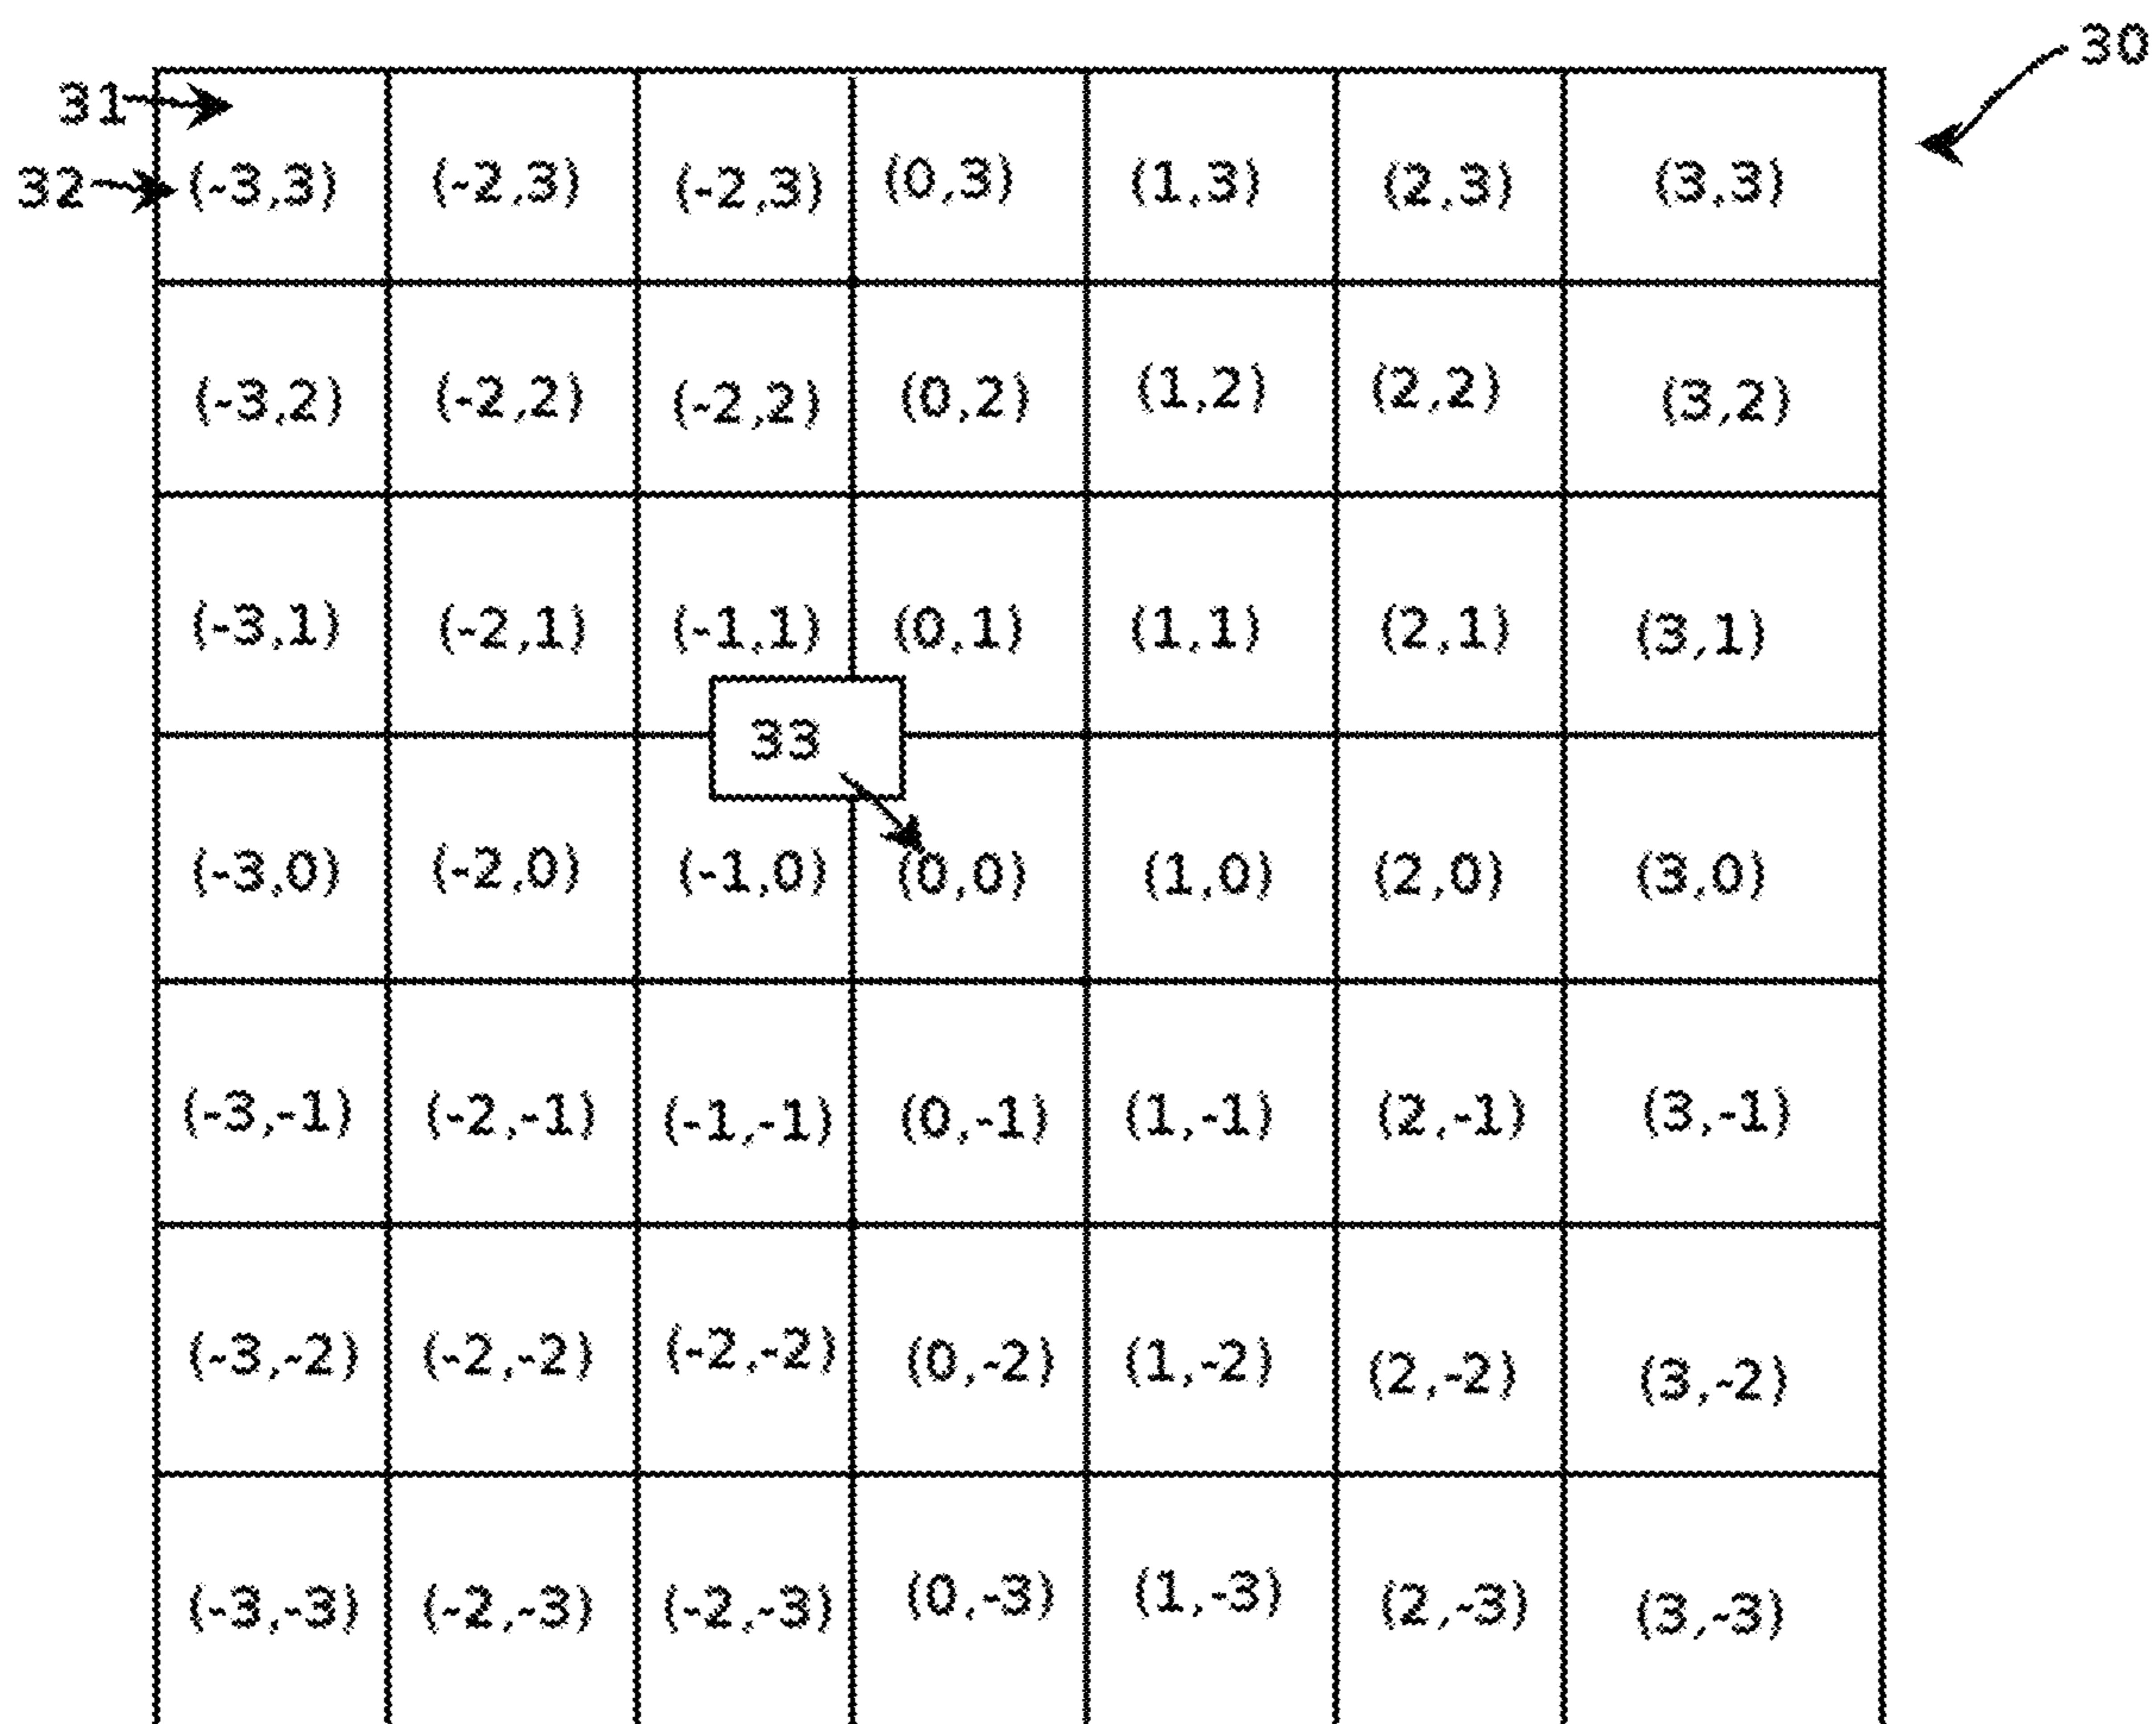 30
31
32 (-3,3) (-2,3) (-2,3) (0,3) (1,3) (2,3) (3,3)
(-3,2) (-2,2) (-2,2) (0,2) (1,2) (2,2) (3,2)
(-3,1) (-2,1) (-1,1) (0,1) (1,1) (2,1) (3,1)
33
(-3,0) (-2,0) (-1,0) (0,0) (1,0) (2,0) (3,0)
(-3,-1) (-2,-1) (-1,-1) (0,-1) (1,-1) (2,-1) (3,-1)
(-3,-2) (-2,-2) (-2,-2) (0,-2) (1,-2) (2,-2) (3,-2)
(-3,-3) (-2,-3) (-2,-3) (0,-3) (1,-3) (2,-3) (3,-3)